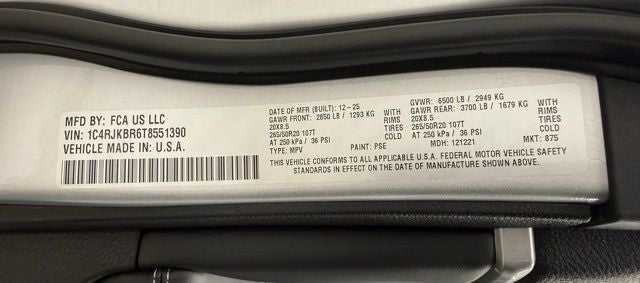 MFD BY: FCA US LLC
VIN: 1C4RJKBR6T8551390
VEHICLE MADE IN: U.S.A.
DATE OF MFR (BUILT): 12-25 GVWR: 6500 LB / 2949 KG
GAWR FRONT: 2850 LB / 1293 KG WITH GAWR REAR: 3700 LB / 1679 KG WITH
20X8.5 RIMS 20X8.5 RIMS
265/50R20 107T TIRES 265/50R20 107T TIRES
AT 250 kPa / 36 PSI COLD AT 250 kPa / 36 PSI COLD
TYPE: MPV PAINT: PSE MDH: 121221 MKT: 875
THIS VEHICLE CONFORMS TO ALL APPLICABLE U.S.A. FEDERAL MOTOR VEHICLE SAFETY
STANDARDS IN EFFECT ON THE DATE OF MANUFACTURE SHOWN ABOVE.